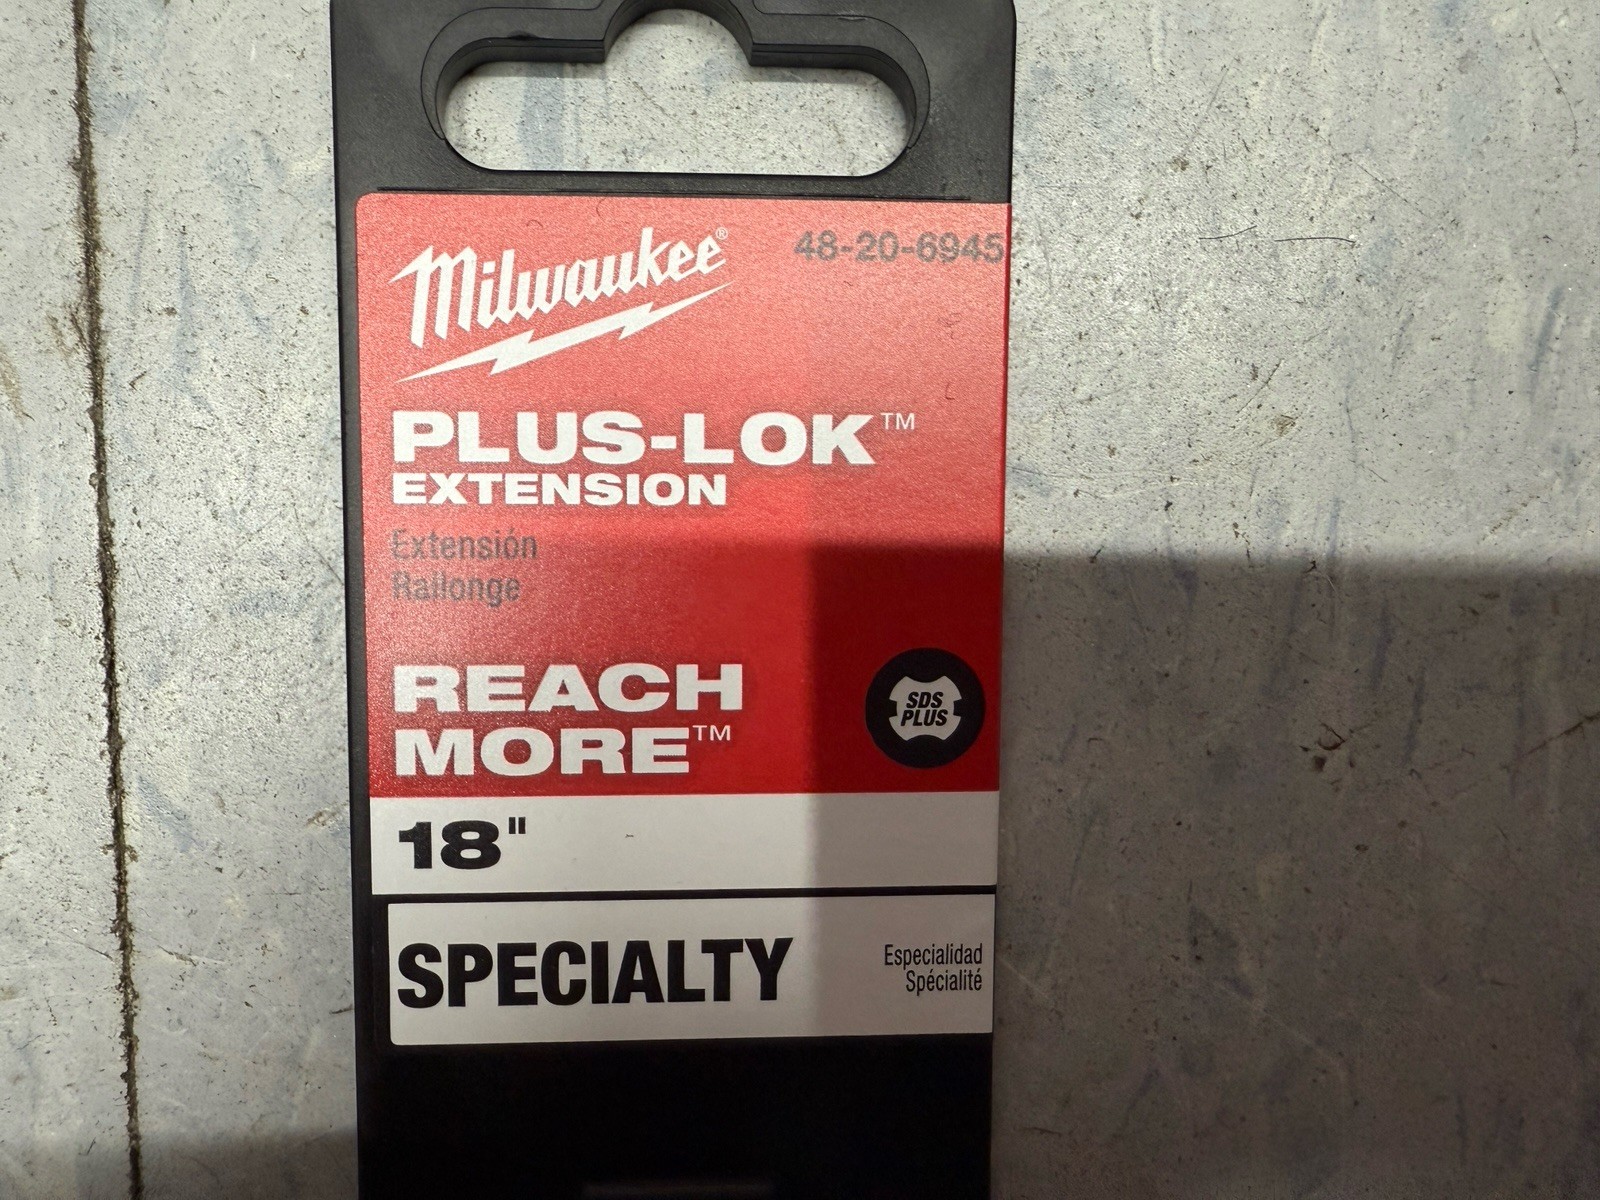 Milwaukee®
48-20-6945
PLUS-LOK™
EXTENSION
Extensión
Rallonge
REACH
MORE™
SDS
PLUS
18"
SPECIALTY
Especialidad
Spécialité